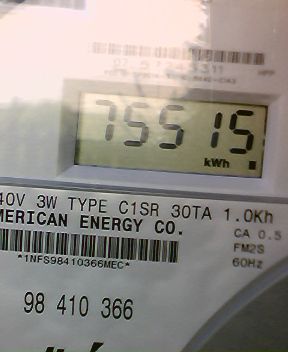 75515
kWh
40V 3W TYPE C1SR 30TA 1.0Kh
MERICAN ENERGY CO.
CA 0.5
FM2S
*1NFS98410366MEC*
60Hz
98 410 366